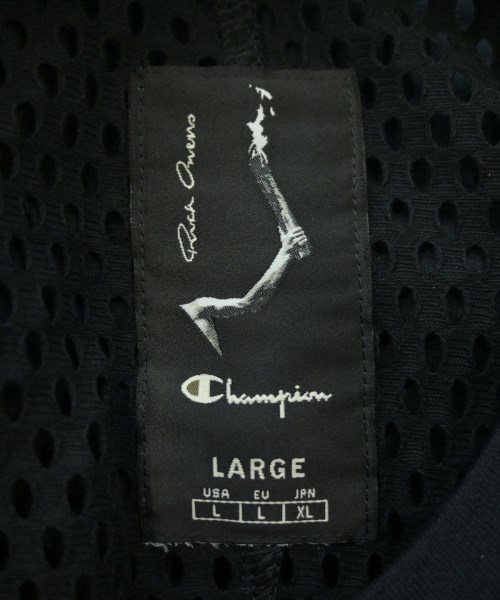 Rick Owens
Champion
LARGE
USA EU JPN
L L XL